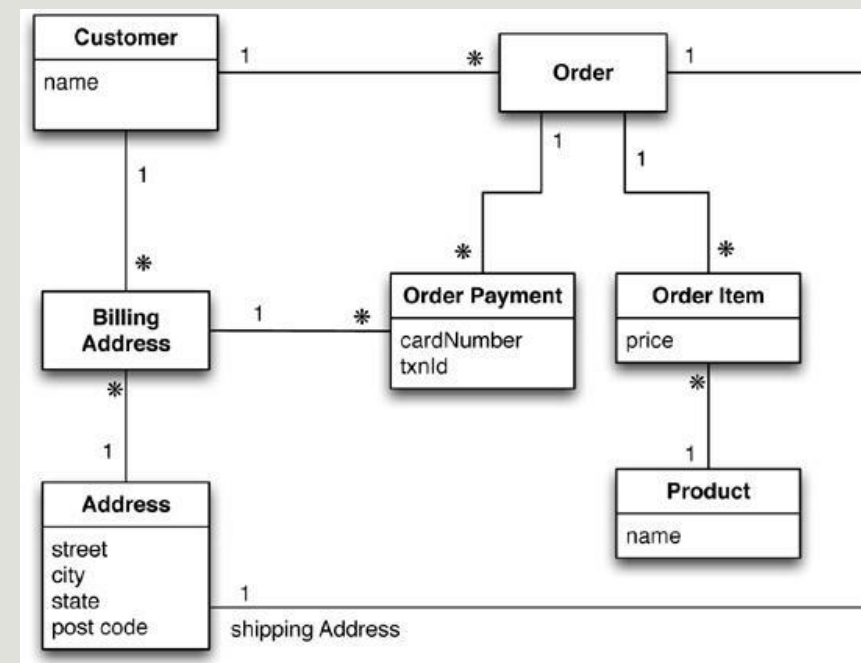 Customer
name
1
*
Order
1
1
*
1
1
*
*
Billing
Address
1
*
Order Payment
cardNumber
txnId
Order Item
price
*
1
*
1
Product
name
Address
street
city
state
post code
1
shipping Address